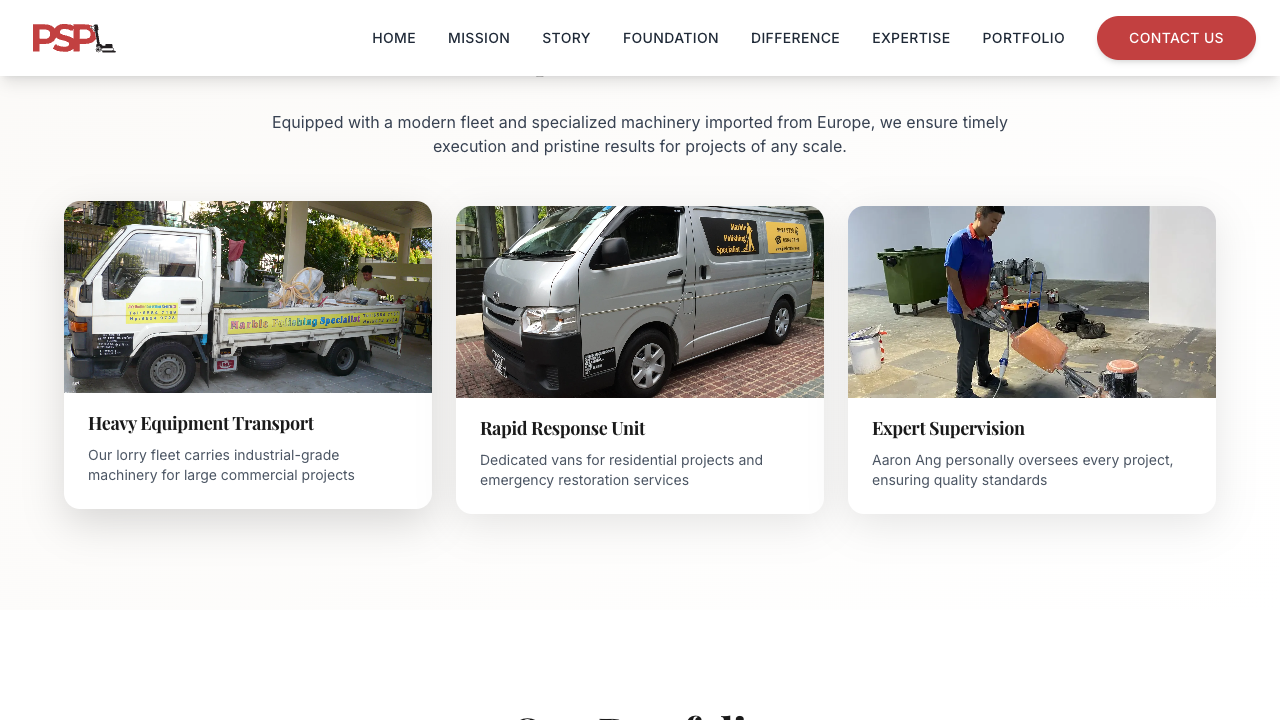 PSP
HOME
MISSION
STORY
FOUNDATION
DIFFERENCE
EXPERTISE
PORTFOLIO
CONTACT US
Equipped with a modern fleet and specialized machinery imported from Europe, we ensure timely
execution and pristine results for projects of any scale.
Marble Polishing Specialist
Marble
Polishing
Specialist
Heavy Equipment Transport
Our lorry fleet carries industrial-grade
machinery for large commercial projects
Rapid Response Unit
Dedicated vans for residential projects and
emergency restoration services
Expert Supervision
Aaron Ang personally oversees every project,
ensuring quality standards